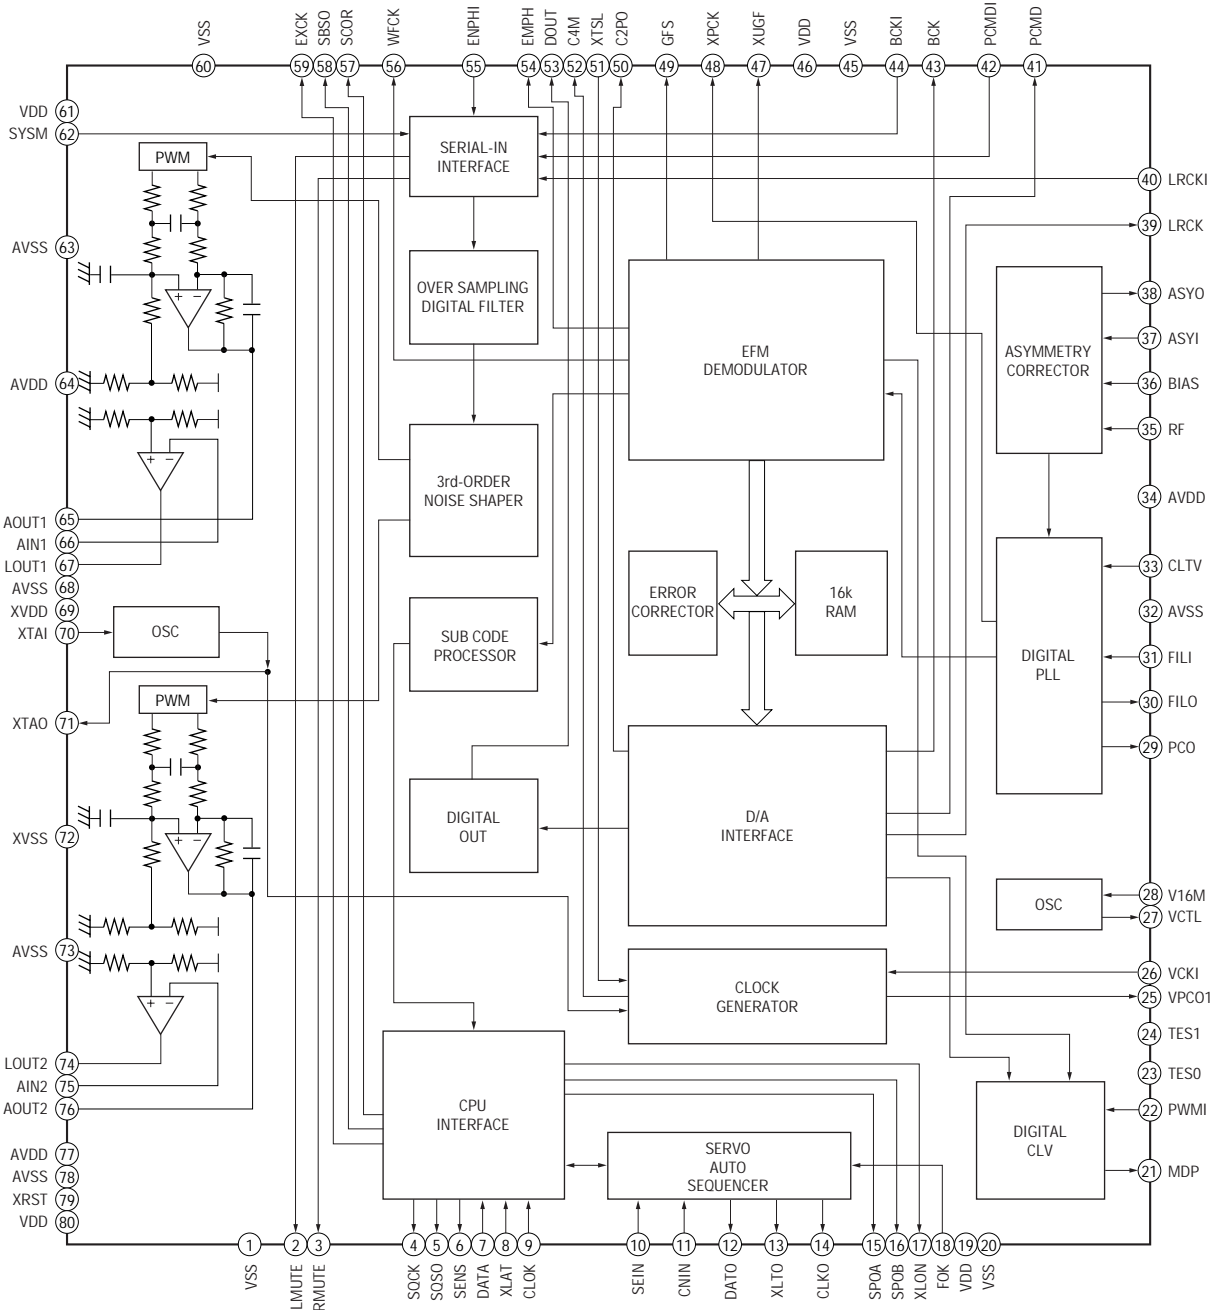 VSS
EXCK
SBSO
SCOR
WFCK
ENPHI
EMPH
DOUT
C4M
XTSL
C2PO
GFS
XPCK
XUGF
VDD
VSS
BCKI
BCK
PCMDI
PCMD
60
59
58
57
56
55
54
53
52
51
50
49
48
47
46
45
44
43
42
41
VDD 61
SYSM 62
AVSS 63
AVDD 64
AOUT1 65
AIN1 66
LOUT1 67
AVSS 68
XVDD 69
XTAI 70
XTAO 71
XVSS 72
AVSS 73
LOUT2 74
AIN2 75
AOUT2 76
AVDD 77
AVSS 78
XRST 79
VDD 80
PWM
+ −
+ −
OSC
PWM
+ −
+ −
SERIAL-IN
INTERFACE
OVER SAMPLING
DIGITAL FILTER
3rd-ORDER
NOISE SHAPER
SUB CODE
PROCESSOR
DIGITAL
OUT
CPU
INTERFACE
EFM
DEMODULATOR
ERROR
CORRECTOR
16k
RAM
D/A
INTERFACE
CLOCK
GENERATOR
SERVO
AUTO
SEQUENCER
ASYMMETRY
CORRECTOR
DIGITAL
PLL
OSC
DIGITAL
CLV
40 LRCKI
39 LRCK
38 ASYO
37 ASYI
36 BIAS
35 RF
34 AVDD
33 CLTV
32 AVSS
31 FILI
30 FILO
29 PCO
28 V16M
27 VCTL
26 VCKI
25 VPCO1
24 TES1
23 TES0
22 PWMI
21 MDP
1
2
3
4
5
6
7
8
9
10
11
12
13
14
15
16
17
18
19
20
VSS
LMUTE
RMUTE
SQCK
SQSO
SENS
DATA
XLAT
CLOK
SEIN
CNIN
DATO
XLTO
CLKO
SPOA
SPOB
XLON
FOK
VDD
VSS